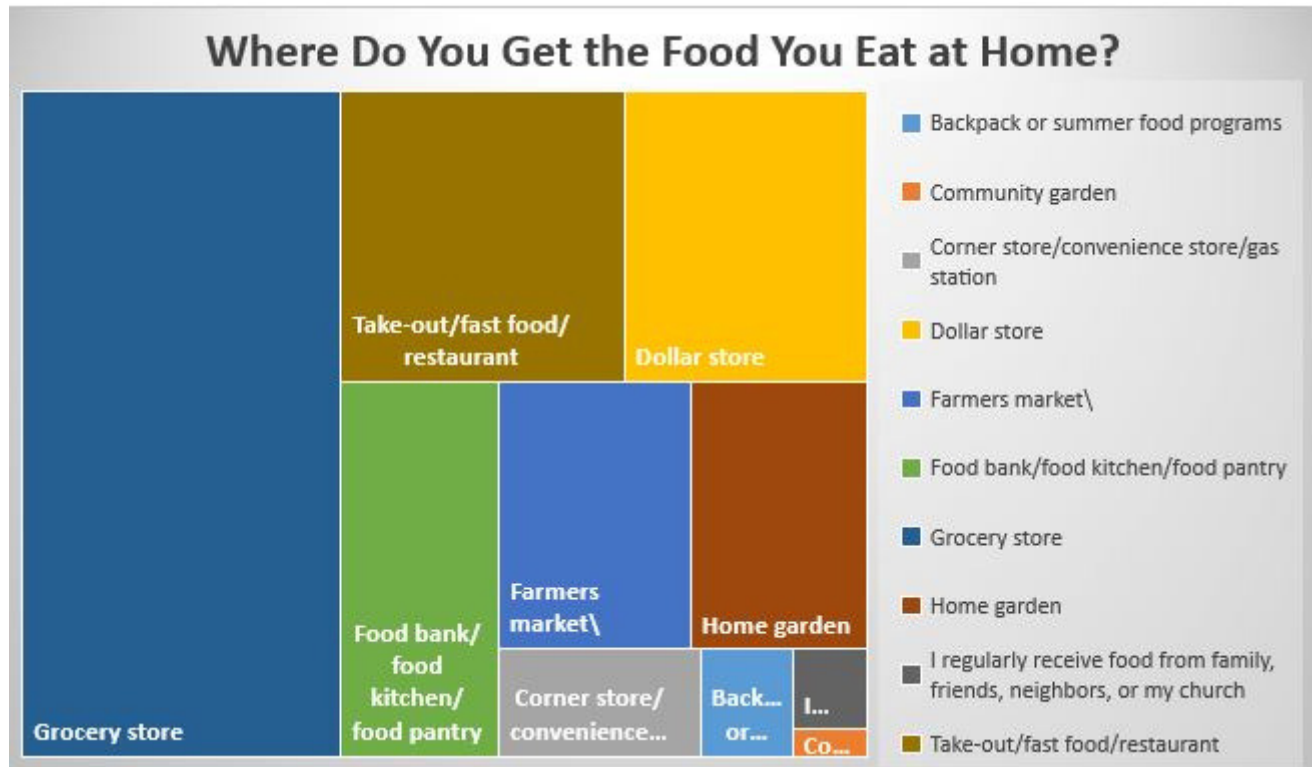 Where Do You Get the Food You Eat at Home?
Grocery store
Take-out/fast food/
restaurant
Dollar store
Food bank/
food
kitchen/
food pantry
Farmers
market\
Home garden
Corner store/
convenience...
Back...
or...
I...
Co...
Backpack or summer food programs
Community garden
Corner store/convenience store/gas
station
Dollar store
Farmers market\
Food bank/food kitchen/food pantry
Grocery store
Home garden
I regularly receive food from family,
friends, neighbors, or my church
Take-out/fast food/restaurant